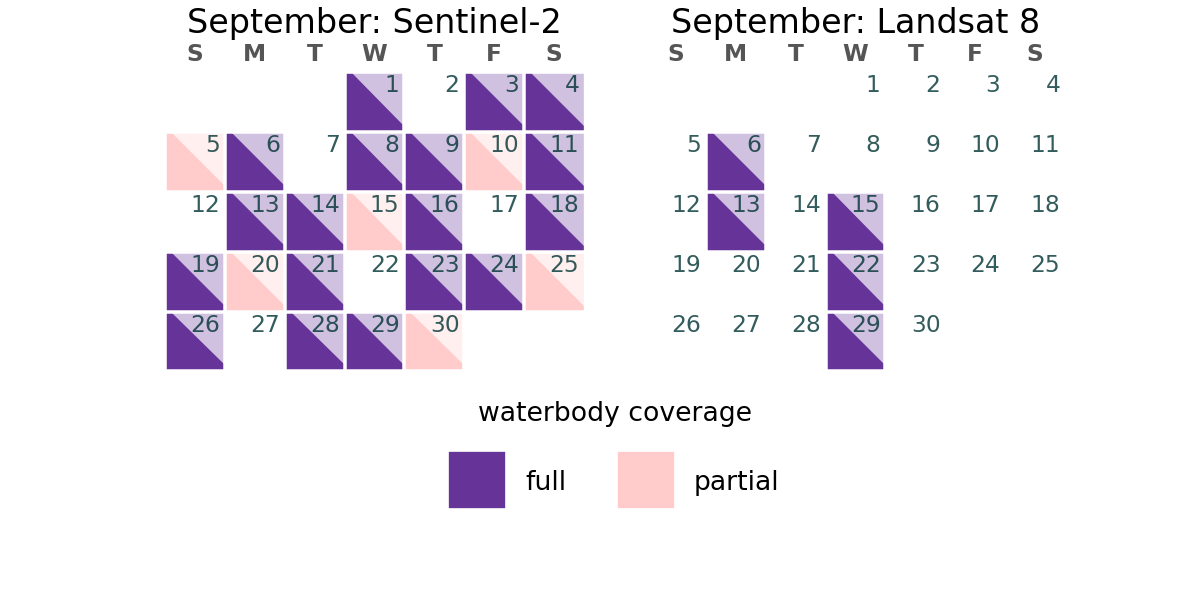 September: Sentinel-2
S M T W T F S
1 2 3 4
5 6 7 8 9 10 11
12 13 14 15 16 17 18
19 20 21 22 23 24 25
26 27 28 29 30
September: Landsat 8
S M T W T F S
1 2 3 4
5 6 7 8 9 10 11
12 13 14 15 16 17 18
19 20 21 22 23 24 25
26 27 28 29 30
waterbody coverage
full partial